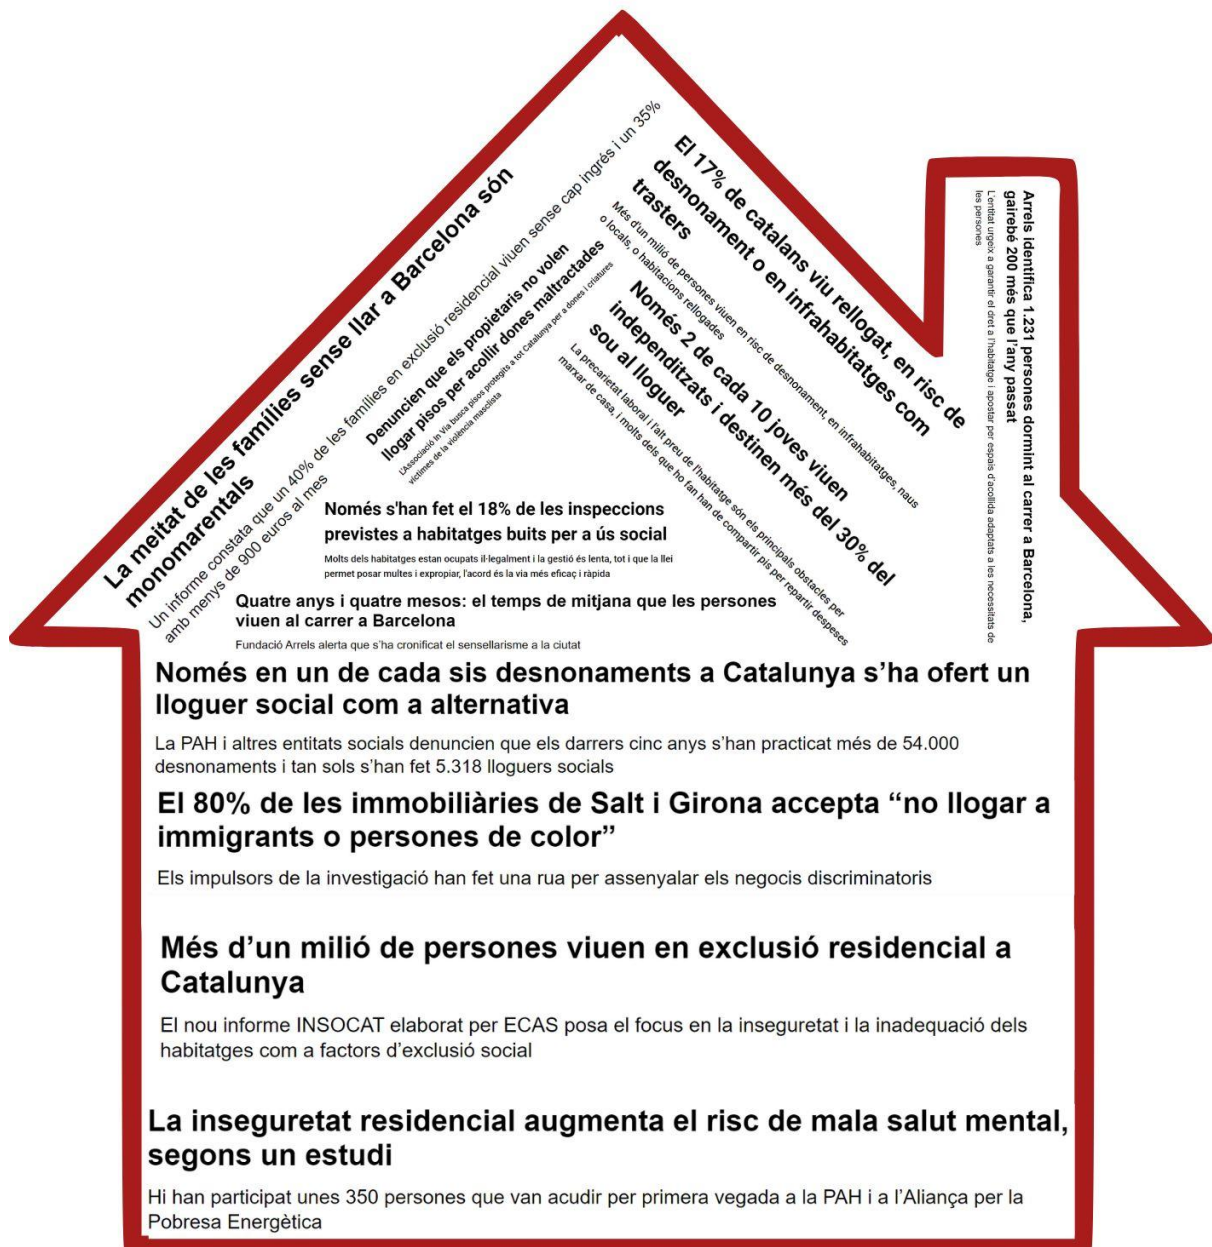 La meitat de les famílies sense llar a Barcelona són
monomarentals
Un informe constata que un 40% de les famílies en exclusió residencial viuen sense cap ingrés i un 35%
amb menys de 900 euros al mes
Denuncien que els propietaris no volen
llogar pisos per acollir dones maltractades
L'Associació In Via busca pisos protegits a tot Catalunya per a dones i criatures
víctimes de la violència masclista
El 17% de catalans viu rellogat, en risc de
desnonament o en infrahabitatges com
trasters
Més d'un milió de persones viuen en risc de desnonament, en infrahabitatges, naus
o locals, o habitacions rellogades
Només 2 de cada 10 joves viuen
independitzats i destinen més del 30% del
sou al lloguer
La precarietat laboral i l'alt preu de l'habitatge són els principals obstacles per
marxar de casa, i molts dels que ho fan han de compartir pis per repartir despeses
Arrels identifica 1.231 persones dormint al carrer a Barcelona,
gairebé 200 més que l'any passat
L'entitat urgeix a garantir el dret a l'habitatge i apostar per espais d'acollida adaptats a les necessitats de
les persones
Només s'han fet el 18% de les inspeccions
previstes a habitatges buits per a ús social
Molts dels habitatges estan ocupats il·legalment i la gestió és lenta, tot i que la llei
permet posar multes i expropiar, l'acord és la via més eficaç i ràpida
Quatre anys i quatre mesos: el temps de mitjana que les persones
viuen al carrer a Barcelona
Fundació Arrels alerta que s'ha cronificat el sensellarisme a la ciutat
Només en un de cada sis desnonaments a Catalunya s’ha ofert un
lloguer social com a alternativa
La PAH i altres entitats socials denuncien que els darrers cinc anys s’han practicat més de 54.000
desnonaments i tan sols s’han fet 5.318 lloguers socials
El 80% de les immobiliàries de Salt i Girona accepta “no llogar a
immigrants o persones de color”
Els impulsors de la investigació han fet una rua per assenyalar els negocis discriminatoris
Més d’un milió de persones viuen en exclusió residencial a
Catalunya
El nou informe INSOCAT elaborat per ECAS posa el focus en la inseguretat i la inadequació dels
habitatges com a factors d’exclusió social
La inseguretat residencial augmenta el risc de mala salut mental,
segons un estudi
Hi han participat unes 350 persones que van acudir per primera vegada a la PAH i a l’Aliança per la
Pobresa Energètica